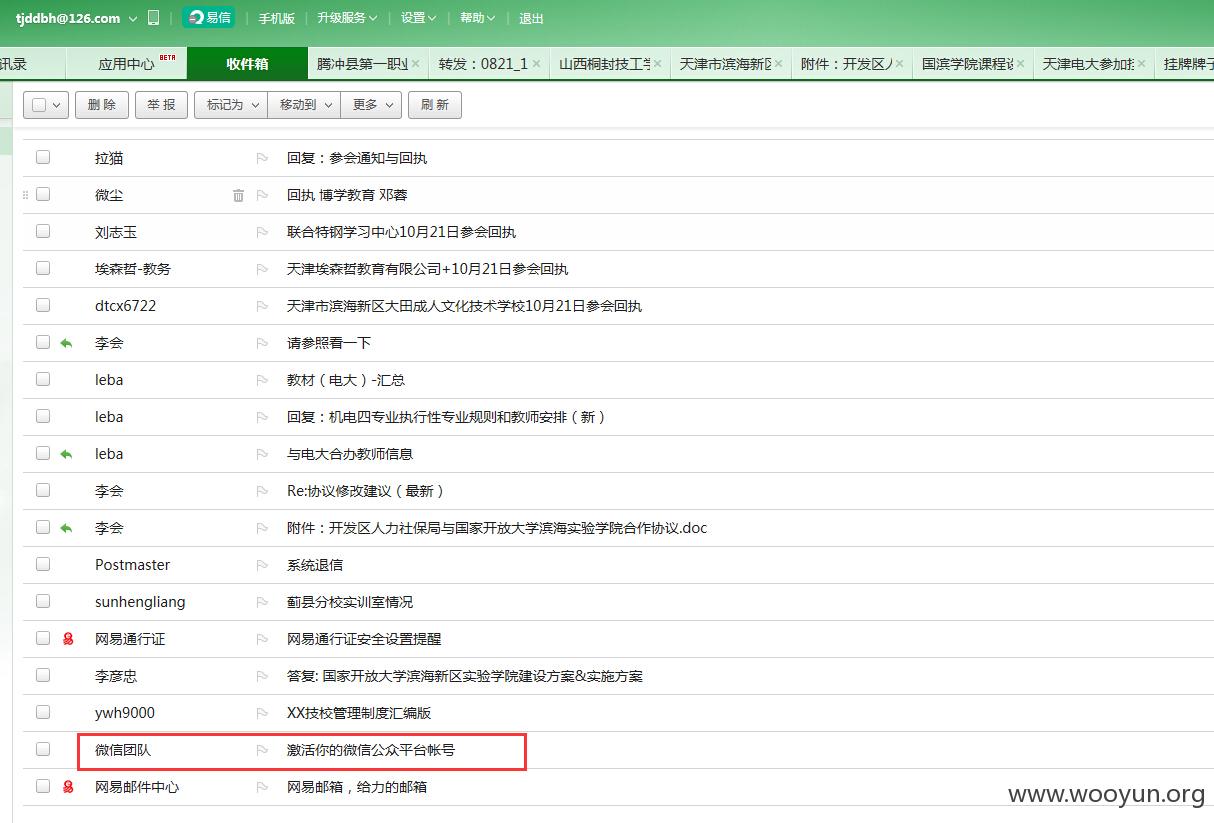 tjddbh@126.com 易信 手机版 升级服务 设置 帮助 退出
讯录 应用中心 BETA 收件箱 腾冲县第一职业 转发：0821_1 山西桐封技工学 天津市滨海新区 附件：开发区人 国滨学院课程设 天津电大参加招 挂牌牌子
删 除 举 报 标记为 移动到 更多 刷 新
拉猫 回复：参会通知与回执
微尘 回执 博学教育 邓蓉
刘志玉 联合特钢学习中心10月21日参会回执
埃森哲-教务 天津埃森哲教育有限公司+10月21日参会回执
dtcx6722 天津市滨海新区大田成人文化技术学校10月21日参会回执
李会 请参照看一下
leba 教材（电大）-汇总
leba 回复：机电四专业执行性专业规则和教师安排（新）
leba 与电大合办教师信息
李会 Re:协议修改建议（最新）
李会 附件：开发区人力社保局与国家开放大学滨海实验学院合作协议.doc
Postmaster 系统退信
sunhengliang 蓟县分校实训室情况
网易通行证 网易通行证安全设置提醒
李彦忠 答复: 国家开放大学滨海新区实验学院建设方案&实施方案
ywh9000 XX技校管理制度汇编版
微信团队 激活你的微信公众平台帐号
网易邮件中心 网易邮箱，给力的邮箱
www.wooyun.org